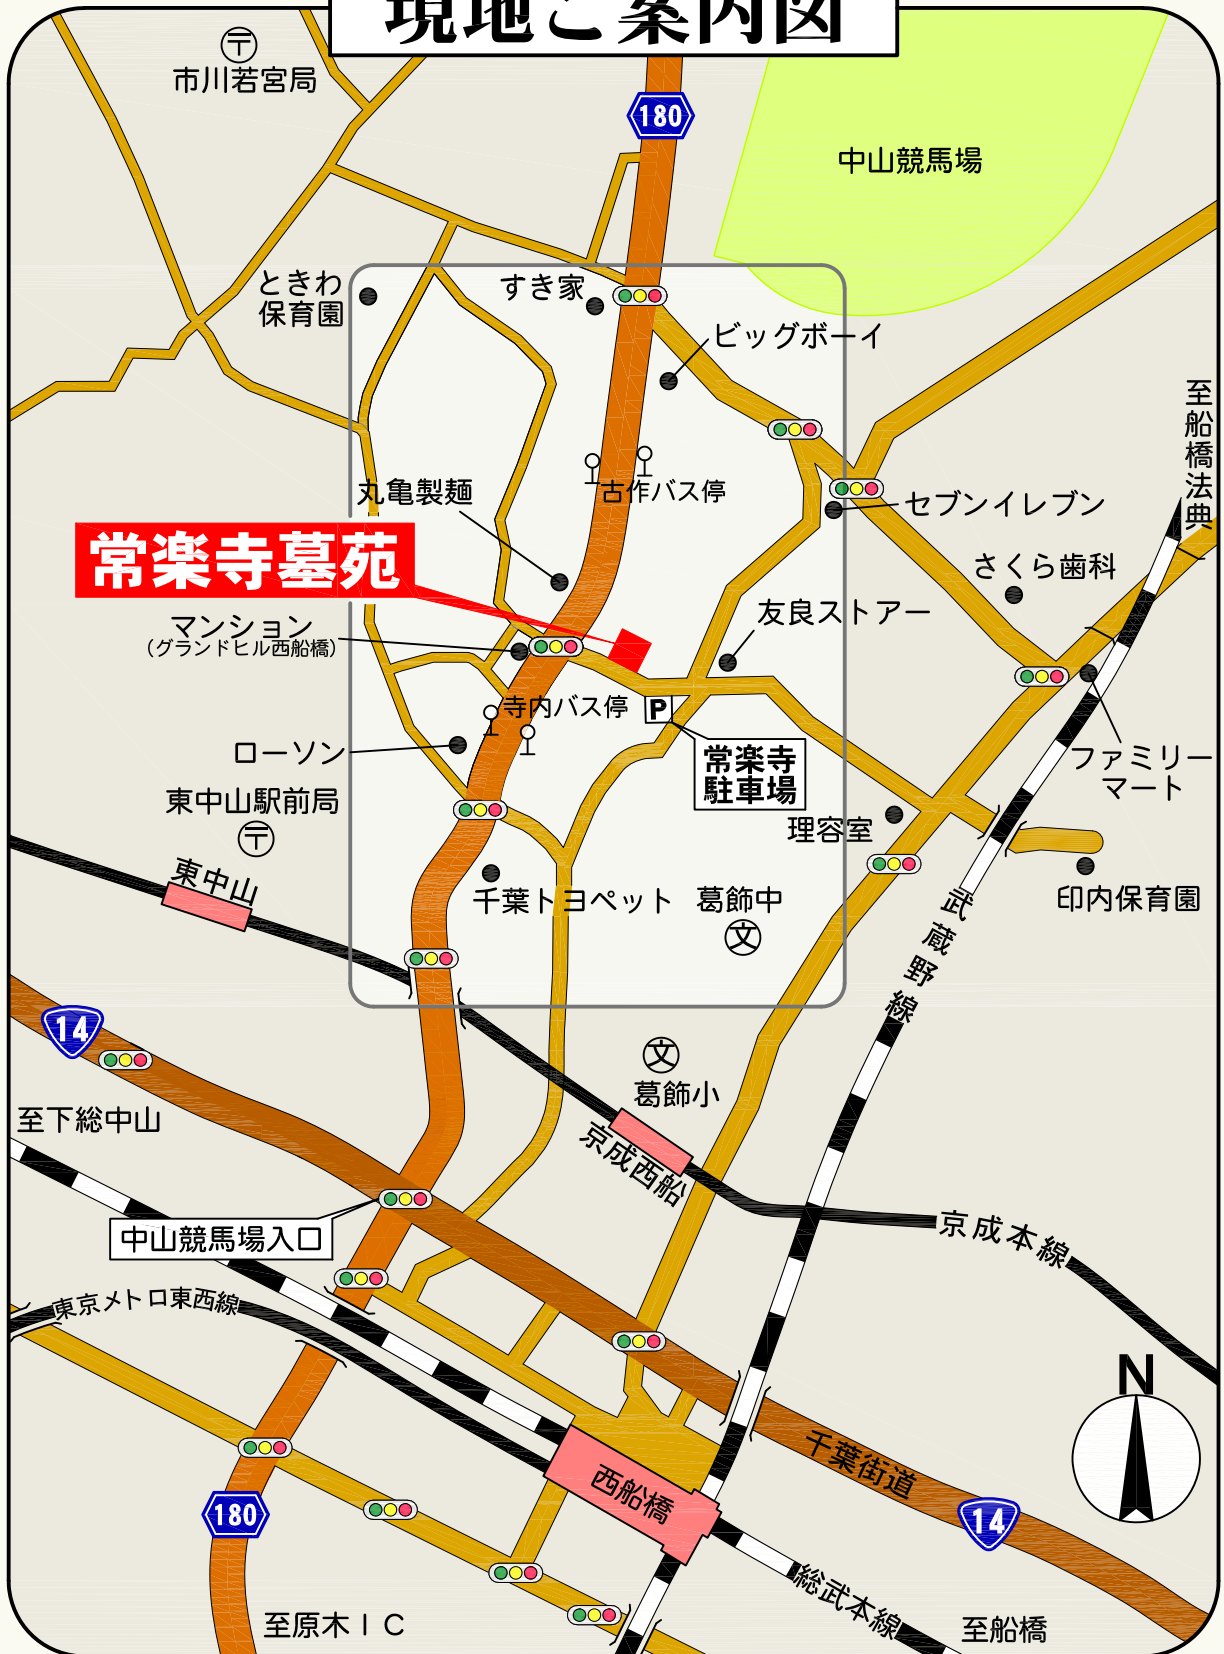 現地ご案内図
市川若宮局
180
中山競馬場
ときわ
保育園
すき家
ビッグボーイ
至船橋法典
丸亀製麺
古作バス停
セブンイレブン
常楽寺墓苑
さくら歯科
マンション
(グランドヒル西船橋)
友良ストアー
寺内バス停
P
ローソン
常楽寺
駐車場
ファミリー
マート
東中山駅前局
理容室
東中山
千葉トヨペット
葛飾中
文
印内保育園
武蔵野線
14
文
葛飾小
至下総中山
京成西船
中山競馬場入口
京成本線
東京メトロ東西線
N
千葉街道
西船橋
180
14
総武本線
至原木IC
至船橋